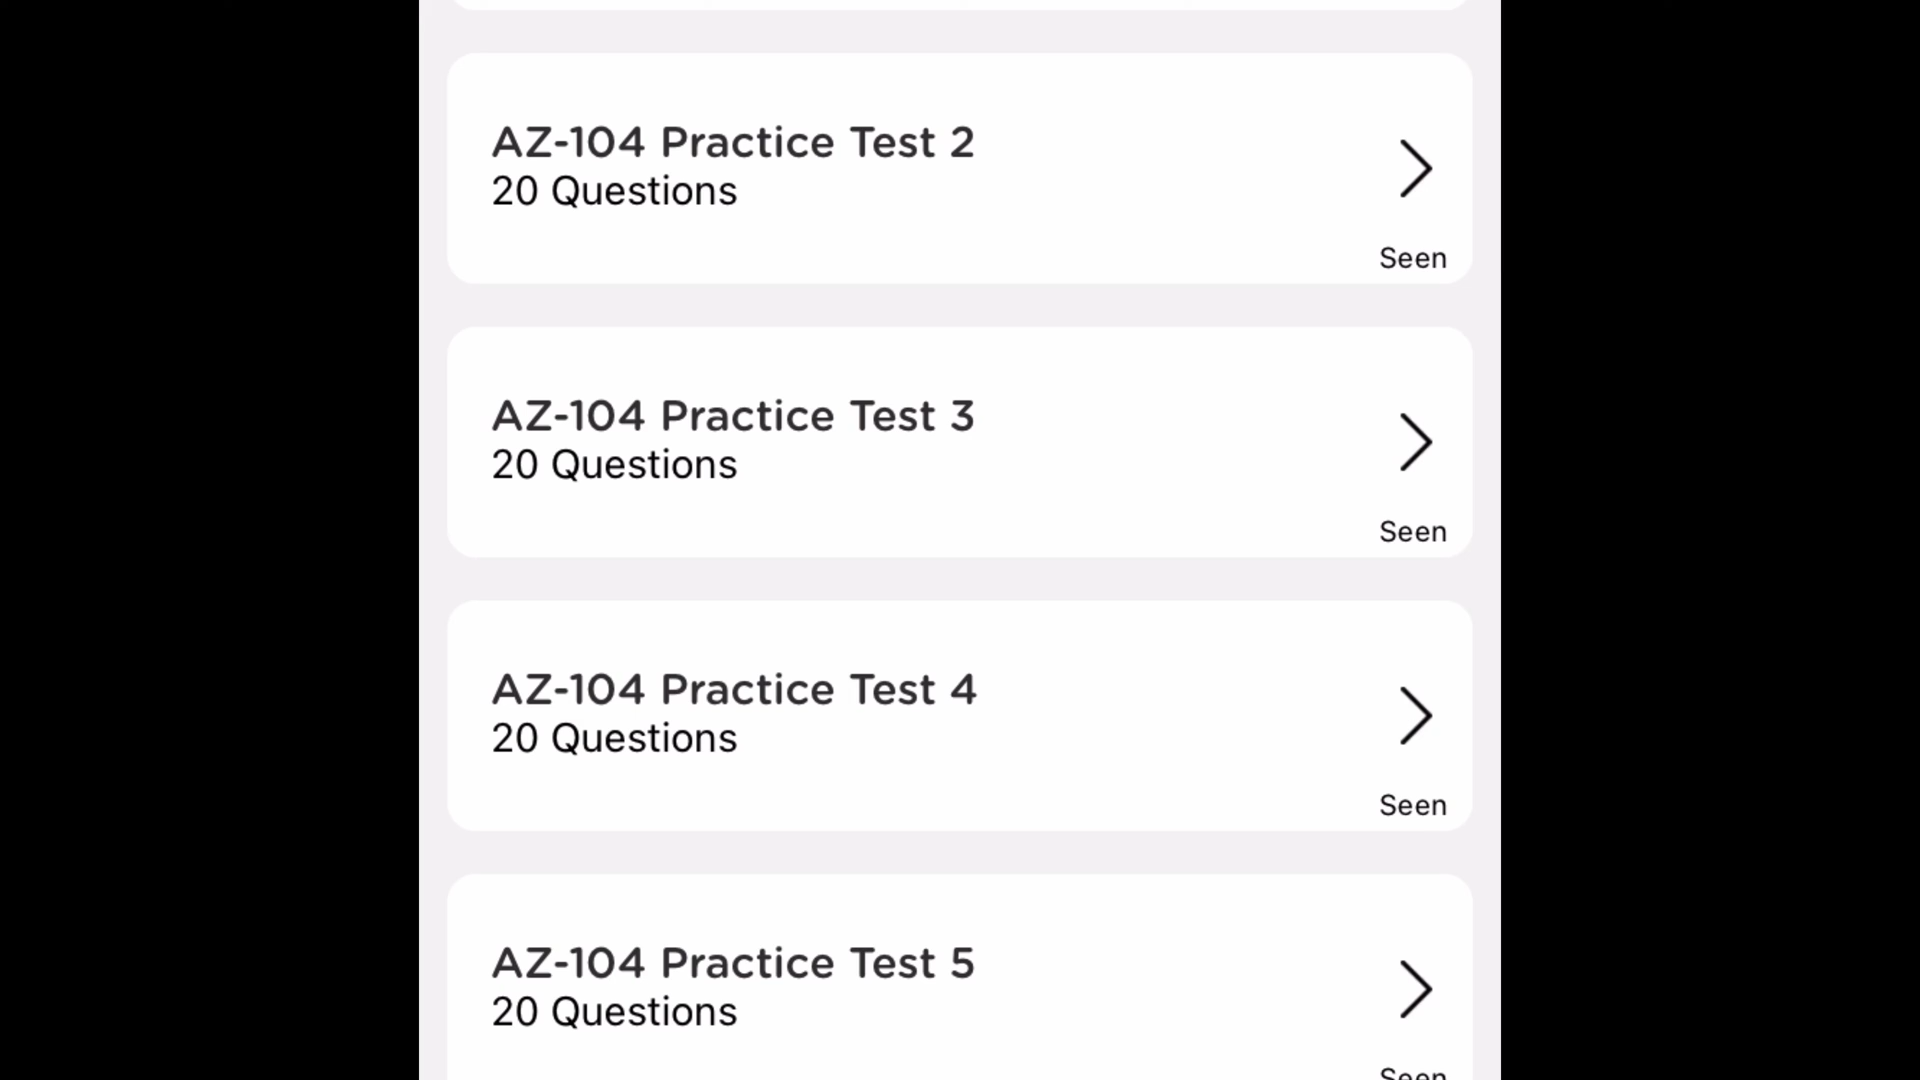 AZ-104 Practice Test 2
20 Questions
Seen
AZ-104 Practice Test 3
20 Questions
Seen
AZ-104 Practice Test 4
20 Questions
Seen
AZ-104 Practice Test 5
20 Questions
Seen